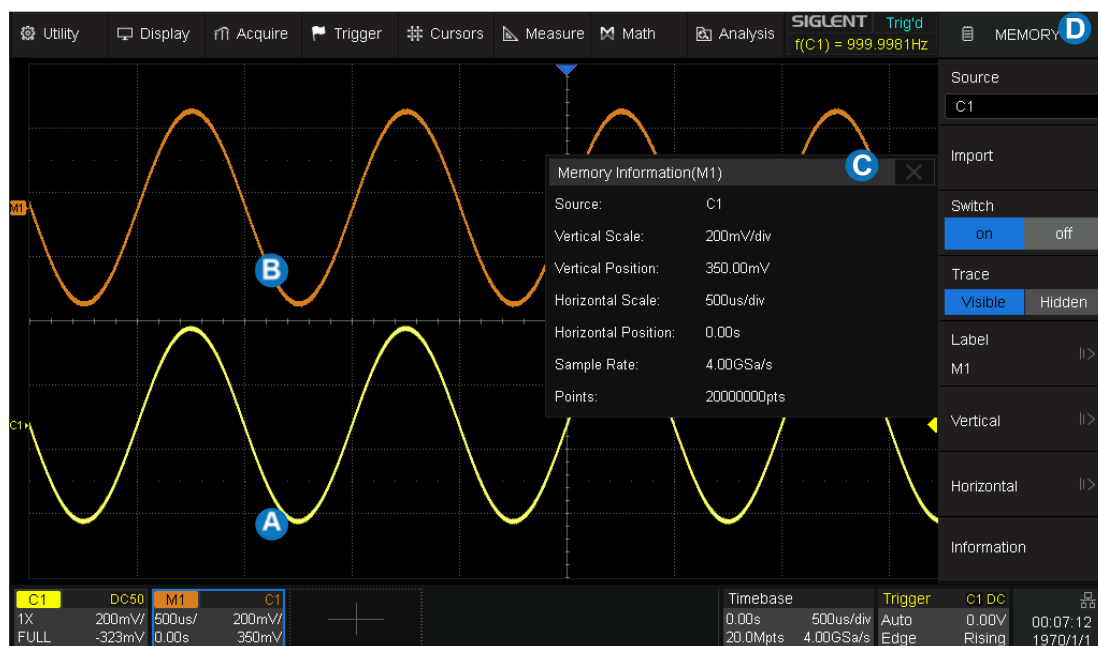 Utility Display Acquire Trigger Cursors Measure Math Analysis
SIGLENT Trig'd
f(C1) = 999.9981Hz
MEMORY D
Source
C1
Import
Switch
on off
Trace
Visible Hidden
Label
M1
Vertical
Horizontal
Information
M1
B
C1
A
Memory Information(M1) C
Source: C1
Vertical Scale: 200mV/div
Vertical Position: 350.00mV
Horizontal Scale: 500us/div
Horizontal Position: 0.00s
Sample Rate: 4.00GSa/s
Points: 20000000pts
C1 DC50
1X 200mV/
FULL -323mV
M1 C1
500us/ 200mV/
0.00s 350mV
Timebase
0.00s 500us/div
20.0Mpts 4.00GSa/s
Trigger C1 DC
Auto 0.00V
Edge Rising
00:07:12
1970/1/1